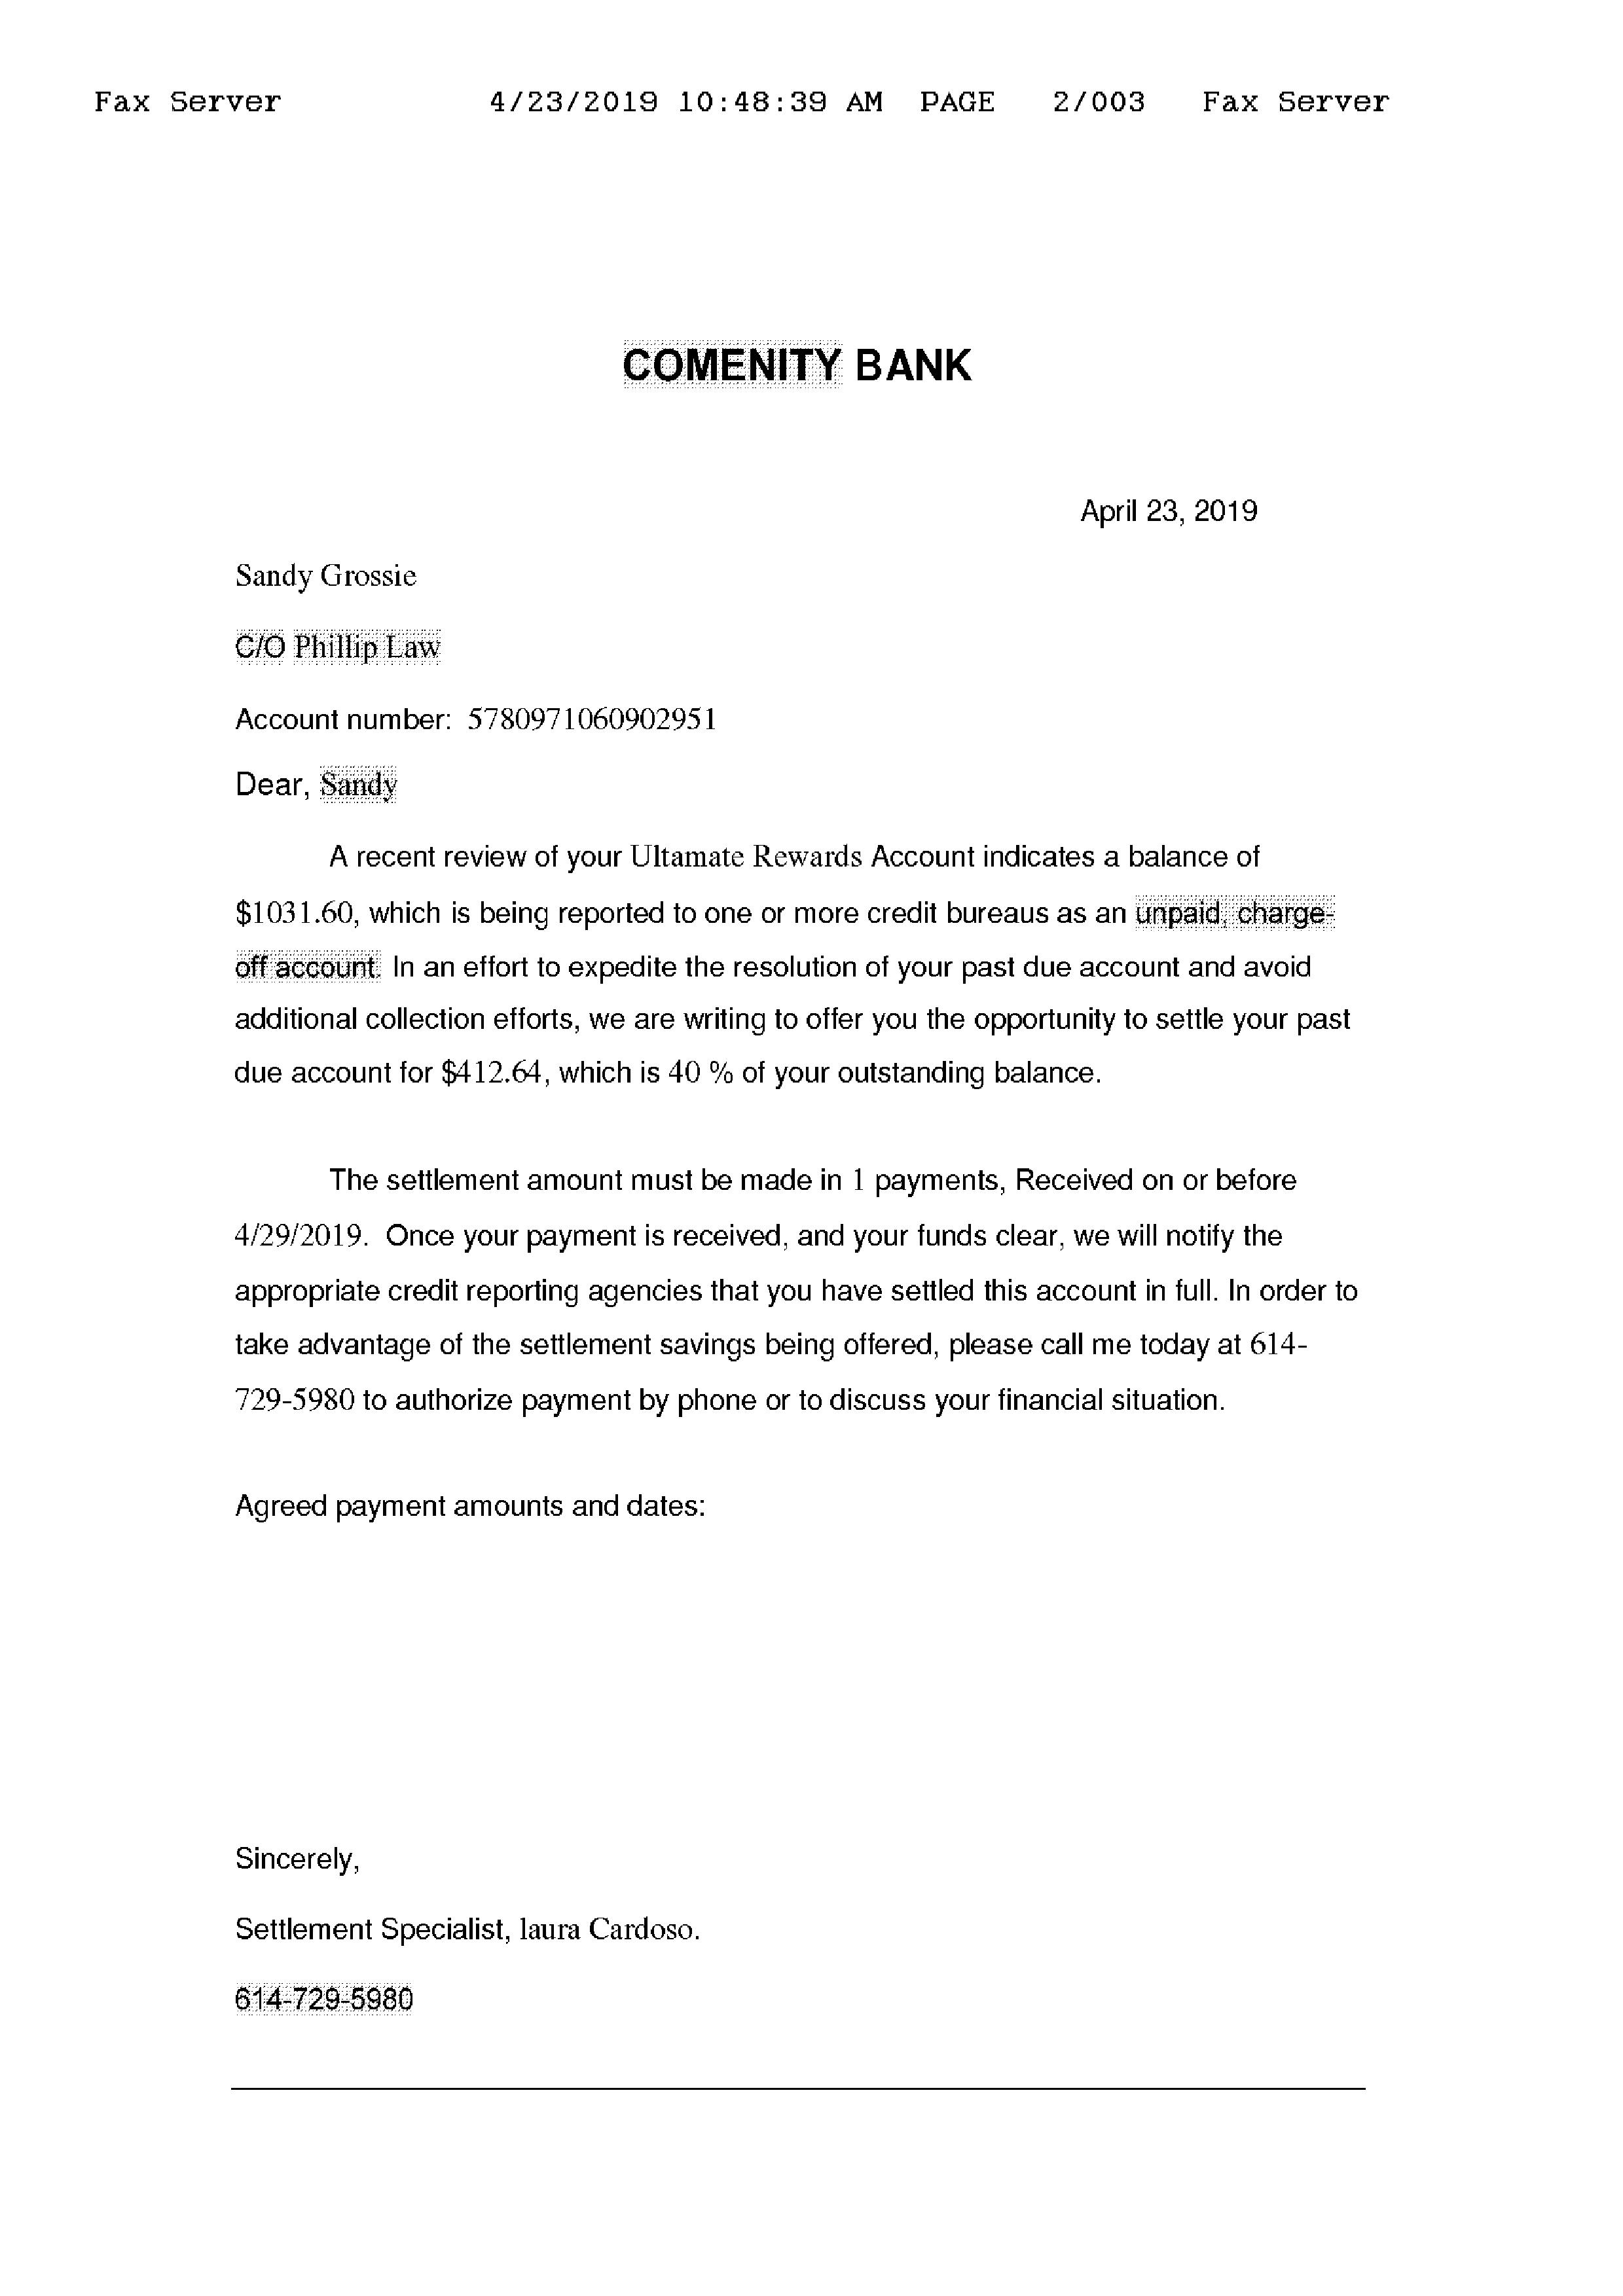 Fax Server 4/23/2019 10:48:39 AM PAGE 2/003 Fax Server
COMENITY BANK
April 23, 2019
Sandy Grossie
C/O Phillip Law
Account number: 5780971060902951
Dear, Sandy
A recent review of your Ultamate Rewards Account indicates a balance of
$1031.60, which is being reported to one or more credit bureaus as an unpaid, charge-
off account. In an effort to expedite the resolution of your past due account and avoid
additional collection efforts, we are writing to offer you the opportunity to settle your past
due account for $412.64, which is 40 % of your outstanding balance.
The settlement amount must be made in 1 payments, Received on or before
4/29/2019. Once your payment is received, and your funds clear, we will notify the
appropriate credit reporting agencies that you have settled this account in full. In order to
take advantage of the settlement savings being offered, please call me today at 614-
729-5980 to authorize payment by phone or to discuss your financial situation.
Agreed payment amounts and dates:
Sincerely,
Settlement Specialist, laura Cardoso.
614-729-5980